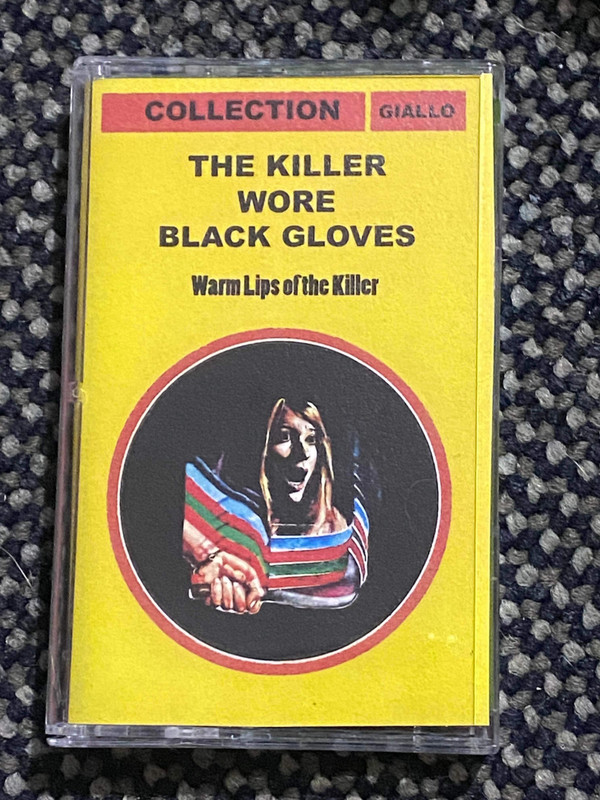 COLLECTION GIALLO
THE KILLER
WORE
BLACK GLOVES
Warm Lips of the Killer